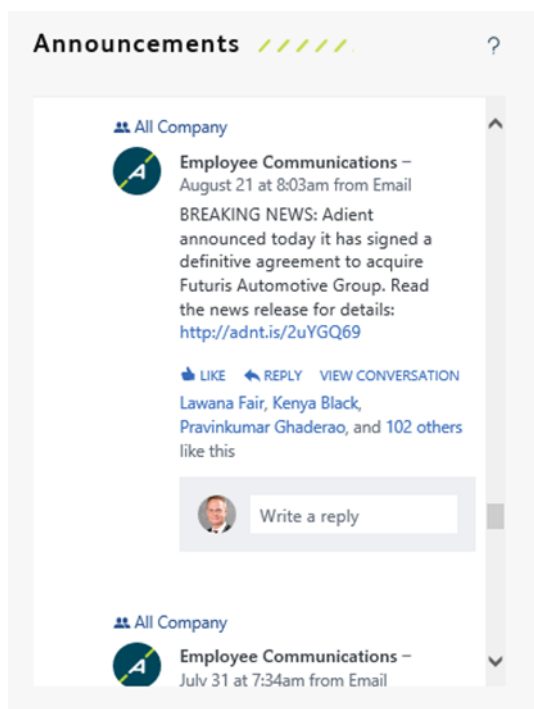 Announcements
?
All Company
Employee Communications –
August 21 at 8:03am from Email
BREAKING NEWS: Adient
announced today it has signed a
definitive agreement to acquire
Futuris Automotive Group. Read
the news release for details:
http://adnt.is/2uYGQ69
LIKE REPLY VIEW CONVERSATION
Lawana Fair, Kenya Black,
Pravinkumar Ghaderao, and 102 others
like this
Write a reply
All Company
Employee Communications –
July 31 at 7:34am from Email